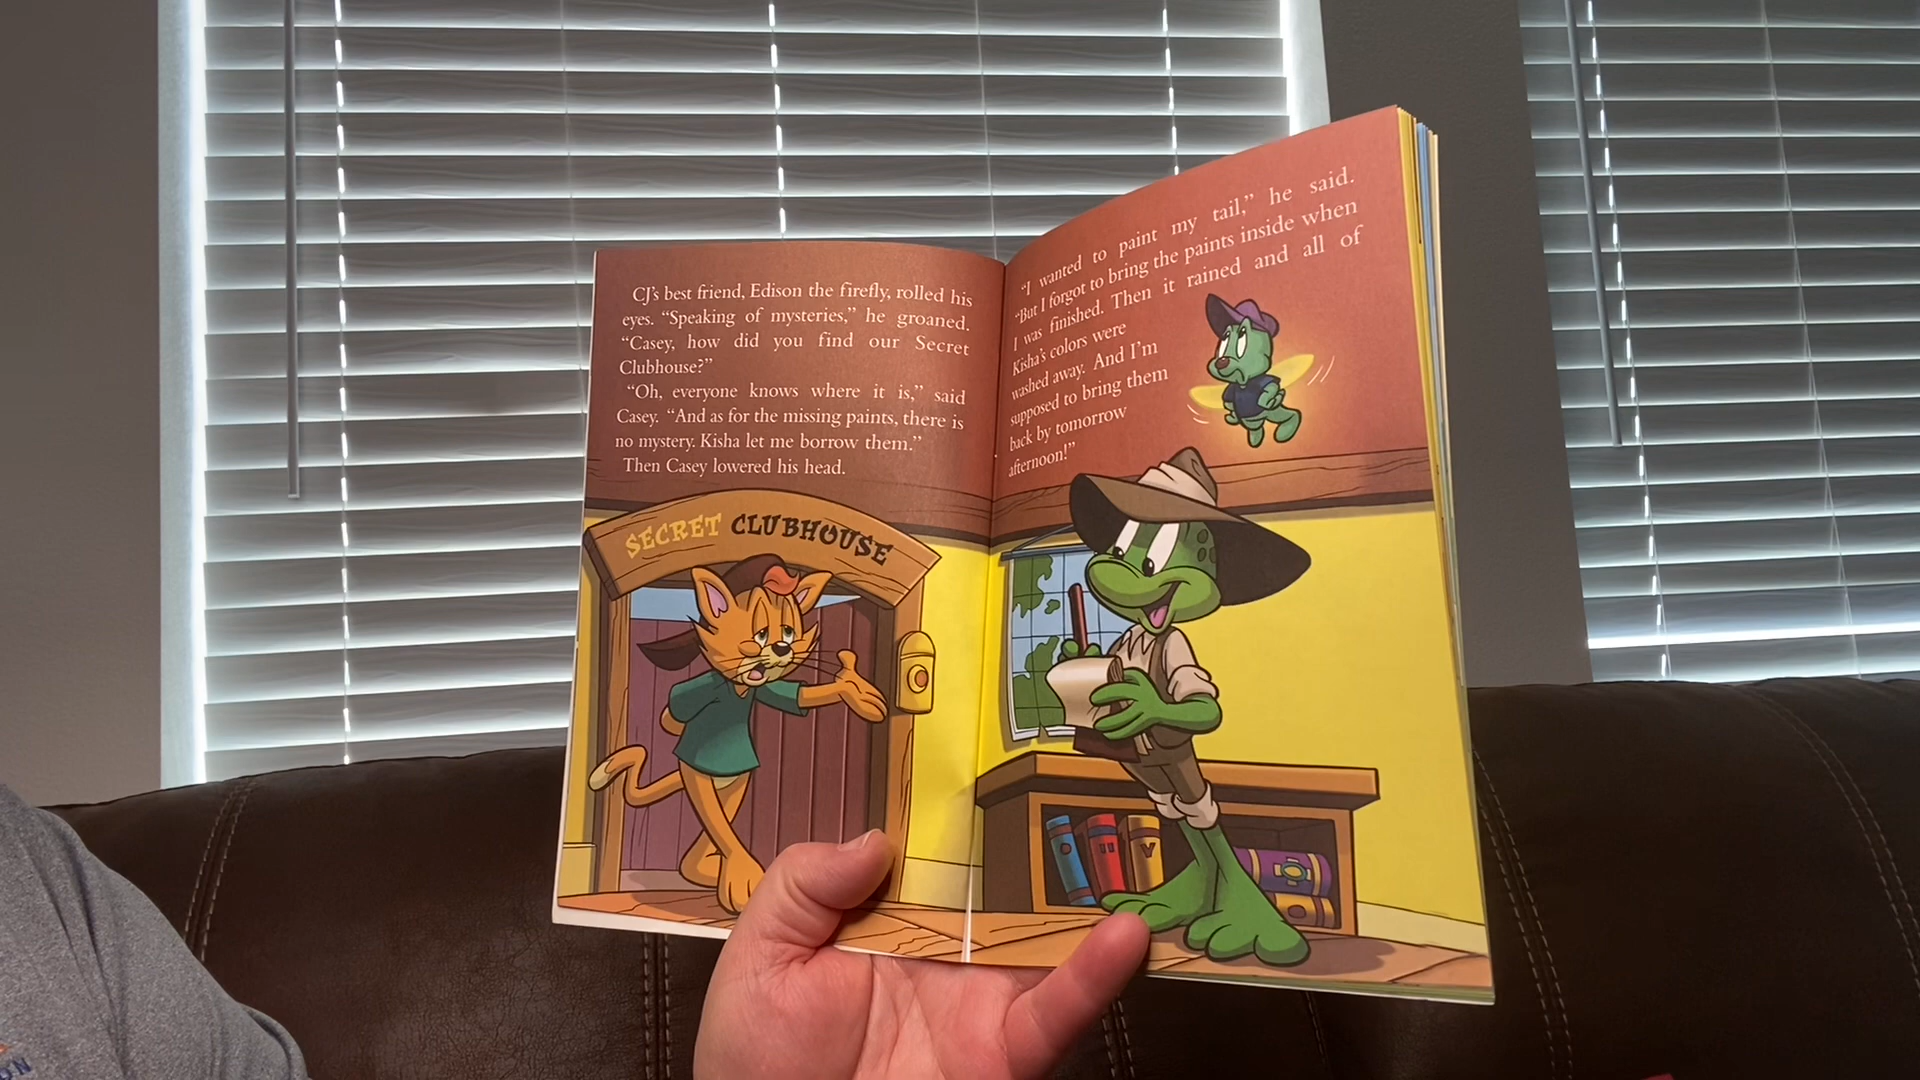 CJ's best friend, Edison the firefly, rolled his
eyes. “Speaking of mysteries,” he groaned.
“Casey, how did you find our Secret
Clubhouse?”
“Oh, everyone knows where it is,” said
Casey. “And as for the missing paints, there is
no mystery. Kisha let me borrow them.”
Then Casey lowered his head.
SECRET CLUBHOUSE
“I wanted to paint my tail,” he said.
“But I forgot to bring the paints inside when
I was finished. Then it rained and all of
Kisha's colors were
washed away. And I'm
supposed to bring them
back by tomorrow
afternoon!”